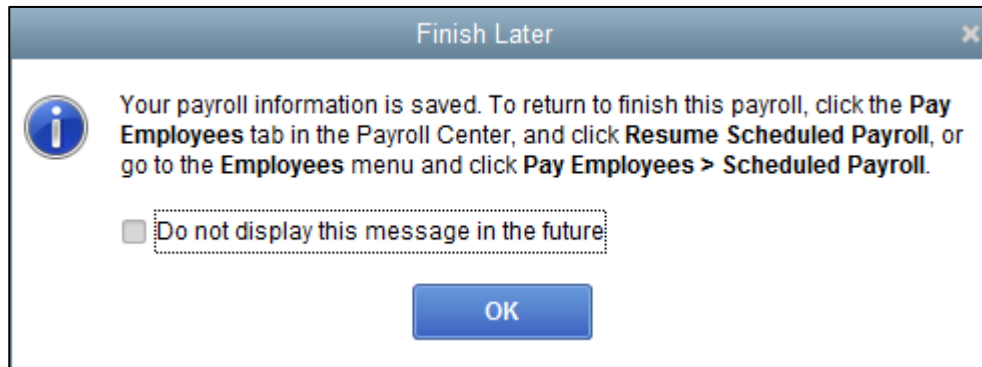 Finish Later
Your payroll information is saved. To return to finish this payroll, click the Pay
Employees tab in the Payroll Center, and click Resume Scheduled Payroll, or
go to the Employees menu and click Pay Employees > Scheduled Payroll.
Do not display this message in the future
OK